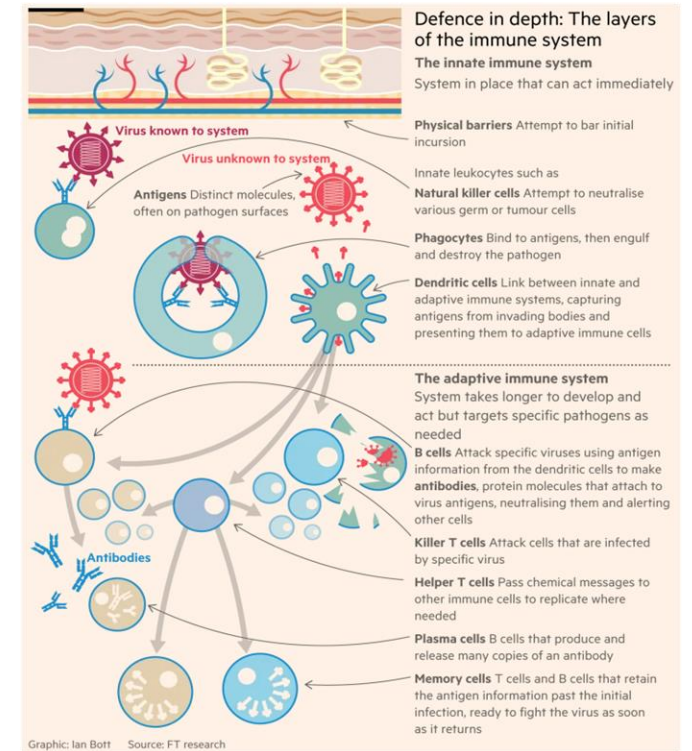 Defence in depth: The layers
of the immune system
The innate immune system
System in place that can act immediately
Physical barriers Attempt to bar initial
incursion
Virus known to system
Virus unknown to system
Antigens Distinct molecules,
often on pathogen surfaces
Innate leukocytes such as
Natural killer cells Attempt to neutralise
various germ or tumour cells
Phagocytes Bind to antigens, then engulf
and destroy the pathogen
Dendritic cells Link between innate and
adaptive immune systems, capturing
antigens from invading bodies and
presenting them to adaptive immune cells
The adaptive immune system
System takes longer to develop and
act but targets specific pathogens as
needed
B cells Attack specific viruses using antigen
information from the dendritic cells to make
antibodies, protein molecules that attach to
virus antigens, neutralising them and alerting
other cells
Killer T cells Attack cells that are infected
by specific virus
Antibodies
Helper T cells Pass chemical messages to
other immune cells to replicate where
needed
Plasma cells B cells that produce and
release many copies of an antibody
Memory cells T cells and B cells that retain
the antigen information past the initial
infection, ready to fight the virus as soon
as it returns
Graphic: Ian Bott Source: FT research